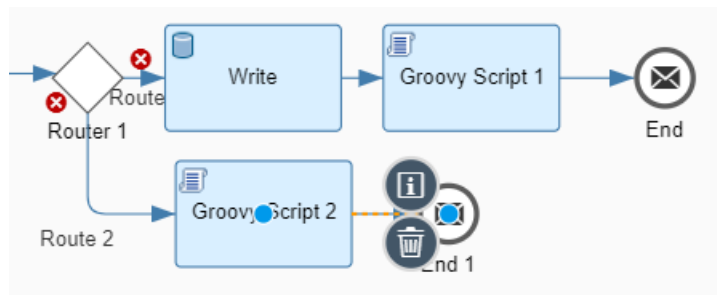 Write
Groovy Script 1
Route
Router 1
End
Groovy Script 2
Route 2
End 1